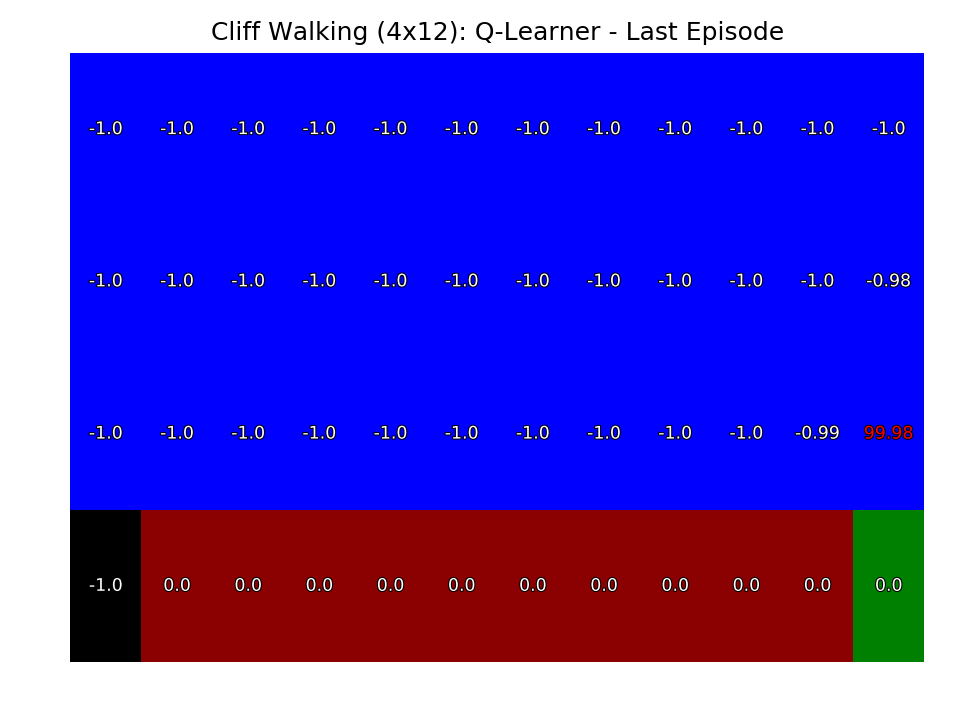 Cliff Walking (4x12): Q-Learner - Last Episode
-1.0 -1.0 -1.0 -1.0 -1.0 -1.0 -1.0 -1.0 -1.0 -1.0 -1.0 -1.0
-1.0 -1.0 -1.0 -1.0 -1.0 -1.0 -1.0 -1.0 -1.0 -1.0 -1.0 -0.98
-1.0 -1.0 -1.0 -1.0 -1.0 -1.0 -1.0 -1.0 -1.0 -1.0 -0.99 99.98
-1.0 0.0 0.0 0.0 0.0 0.0 0.0 0.0 0.0 0.0 0.0 0.0